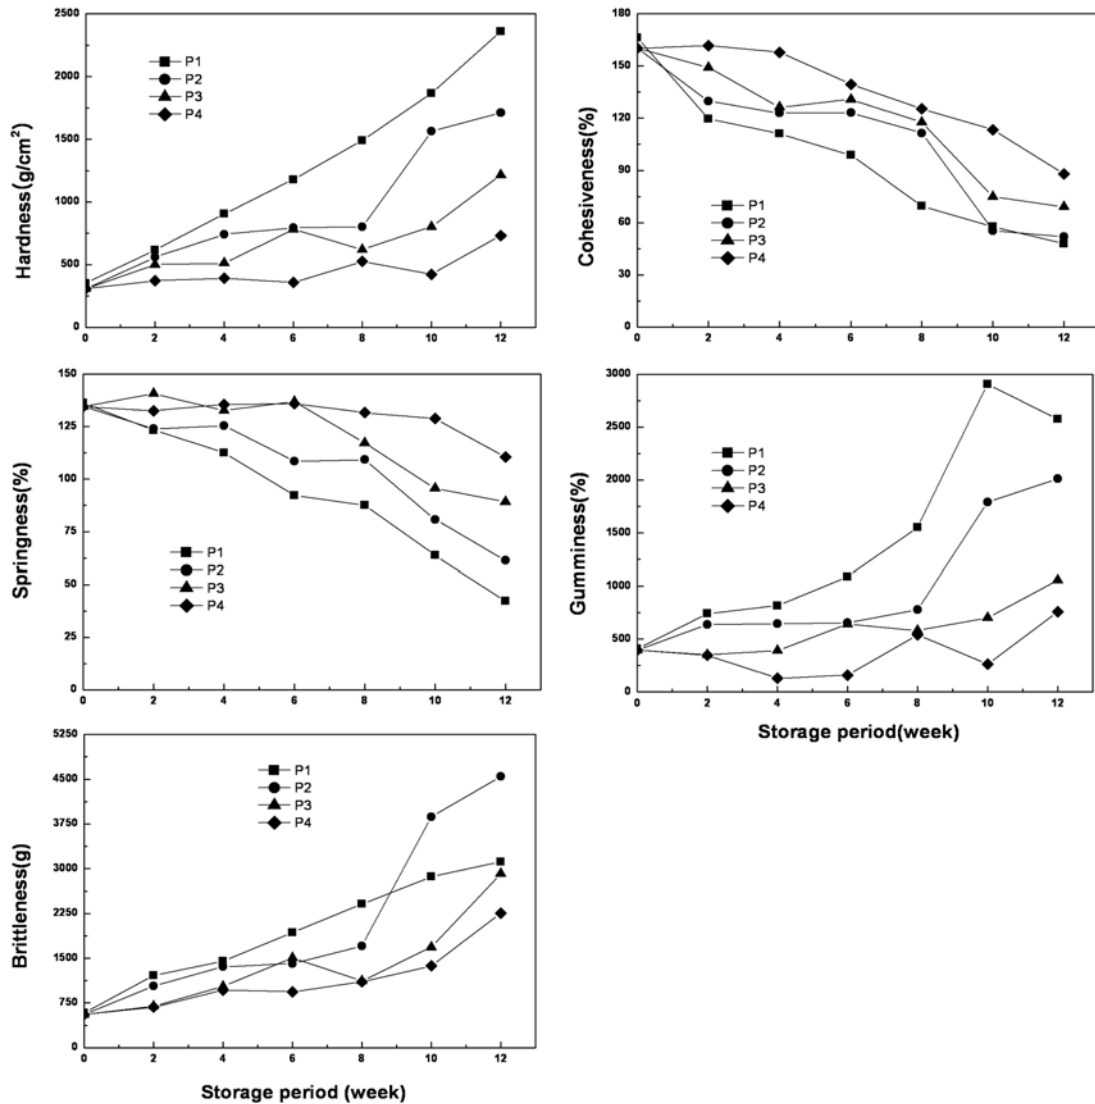 Hardness(g/cm²)
2500
2000
1500
1000
500
0
P1
P2
P3
P4
0 2 4 6 8 10 12
Cohesiveness(%)
180
150
120
90
60
30
0
P1
P2
P3
P4
0 2 4 6 8 10 12
Springness(%)
150
125
100
75
50
25
0
P1
P2
P3
P4
0 2 4 6 8 10 12
Gumminess(%)
3000
2500
2000
1500
1000
500
0
P1
P2
P3
P4
0 2 4 6 8 10 12
Storage period(week)
Brittleness(g)
5250
4500
3750
3000
2250
1500
750
0
P1
P2
P3
P4
0 2 4 6 8 10 12
Storage period (week)